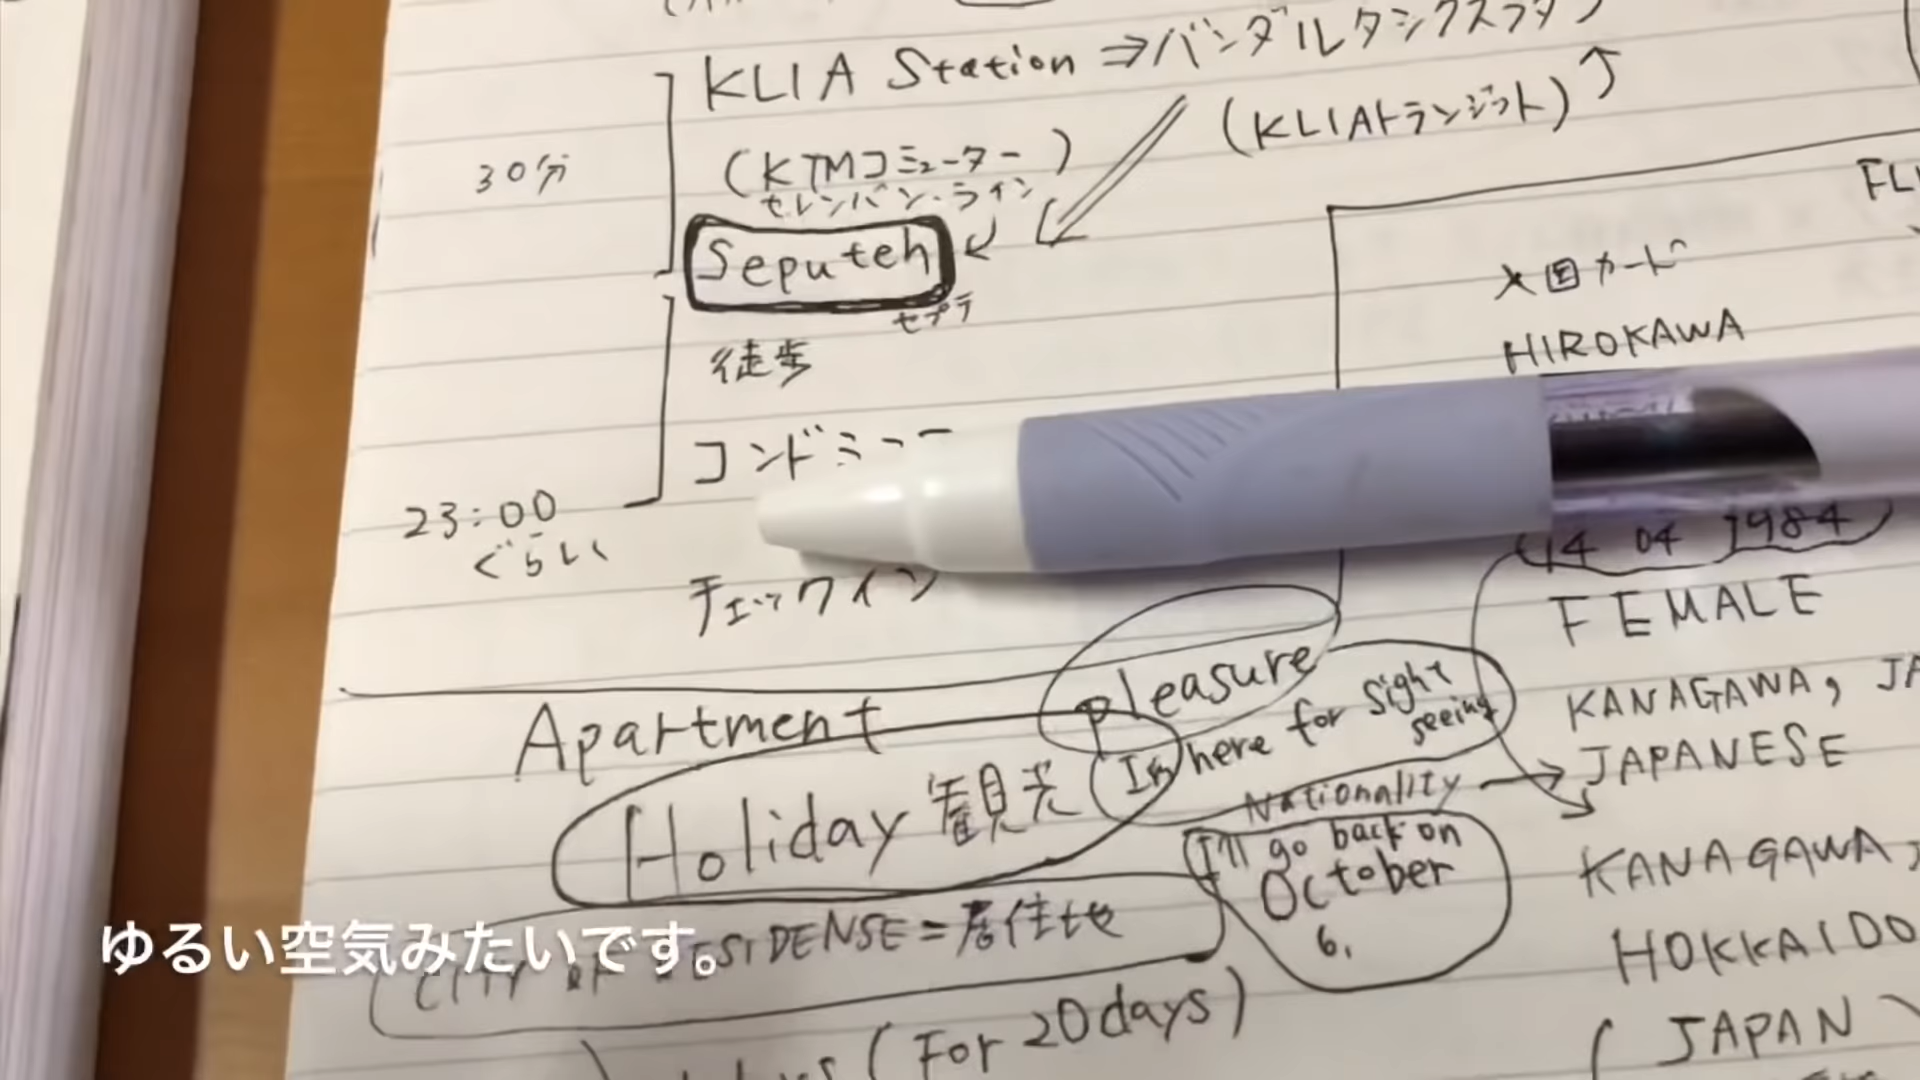 KLIA Station ⇒バンダルタシクスラタン
(KLIAトランジット)
30分
(KTMコミューター)
セレンバン・ライン
Seputeh
セプテ
徒歩
コンドミ
23:00
ぐらい
チェックイン
入国カード
HIROKAWA
14 04 1984
FEMALE
KANAGAWA,
JAPANESE
KANAGAWA,
HOKKAIDO
(JAPAN
Apartment
pleasure
Im here for sight
seeing
Holiday 観光
Nationality
I'll go back on
October
6.
CITY OF RESIDENSE=居住地
(For 20days)
ゆるい空気みたいです。